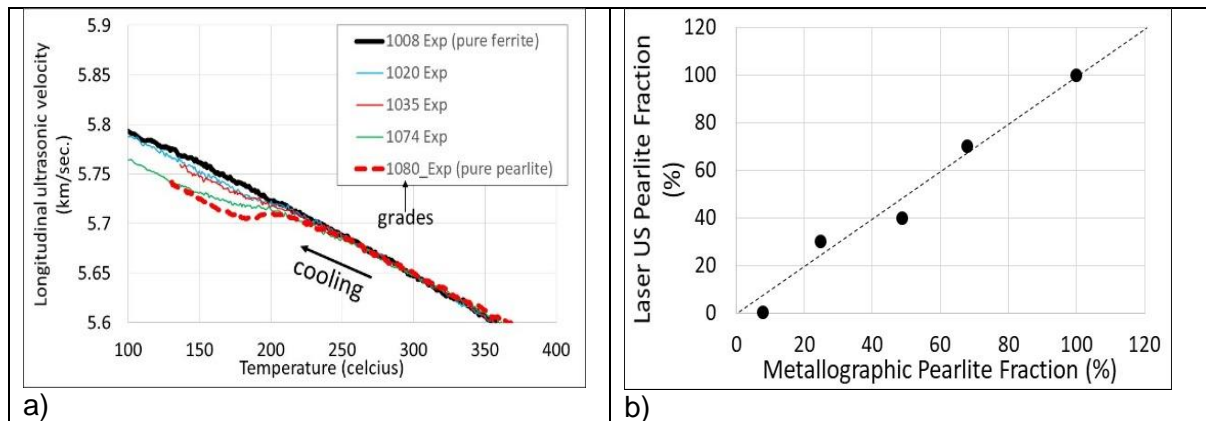 5.9
5.85
5.8
5.75
5.7
5.65
5.6
Longitudinal ultrasonic velocity
(km/sec.)
1008 Exp (pure ferrite)
1020 Exp
1035 Exp
1074 Exp
1080_Exp (pure pearlite)
grades
cooling
100 150 200 250 300 350 400
Temperature (celcius)
a)
120
100
80
60
40
20
0
Laser US Pearlite Fraction
(%)
0 20 40 60 80 100 120
Metallographic Pearlite Fraction (%)
b)